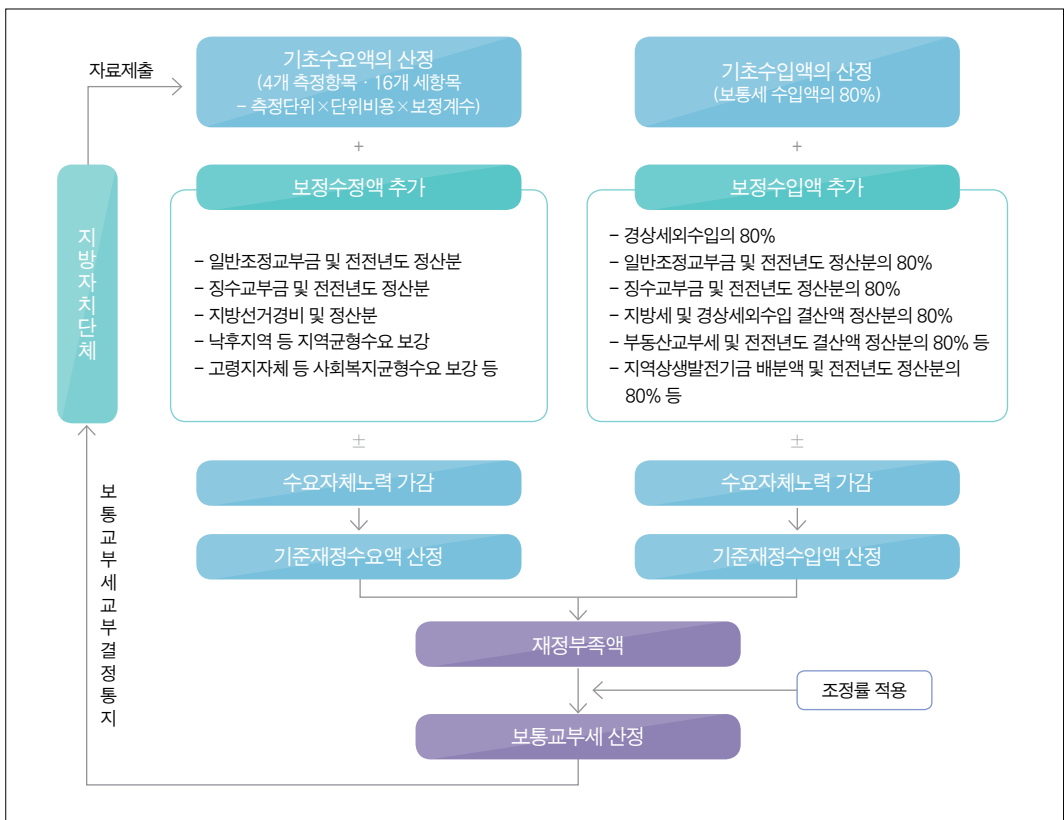 자료제출
기초수요액의 산정
(4개 측정항목 · 16개 세항목
- 측정단위×단위비용×보정계수)
+
보정수정액 추가
- 일반조정교부금 및 전전년도 정산분
- 징수교부금 및 전전년도 정산분
- 지방선거경비 및 정산분
- 낙후지역 등 지역균형수요 보강
- 고령지자체 등 사회복지균형수요 보강 등
±
수요자체노력 가감
기준재정수요액 산정
기초수입액의 산정
(보통세 수입액의 80%)
+
보정수입액 추가
- 경상세외수입의 80%
- 일반조정교부금 및 전전년도 정산분의 80%
- 징수교부금 및 전전년도 정산분의 80%
- 지방세 및 경상세외수입 결산액 정산분의 80%
- 부동산교부세 및 전전년도 결산액 정산분의 80% 등
- 지역상생발전기금 배분액 및 전전년도 정산분의
80% 등
±
수요자체노력 가감
기준재정수입액 산정
재정부족액
조정률 적용
보통교부세 산정
보통교부세교부결정통지
지방자치단체